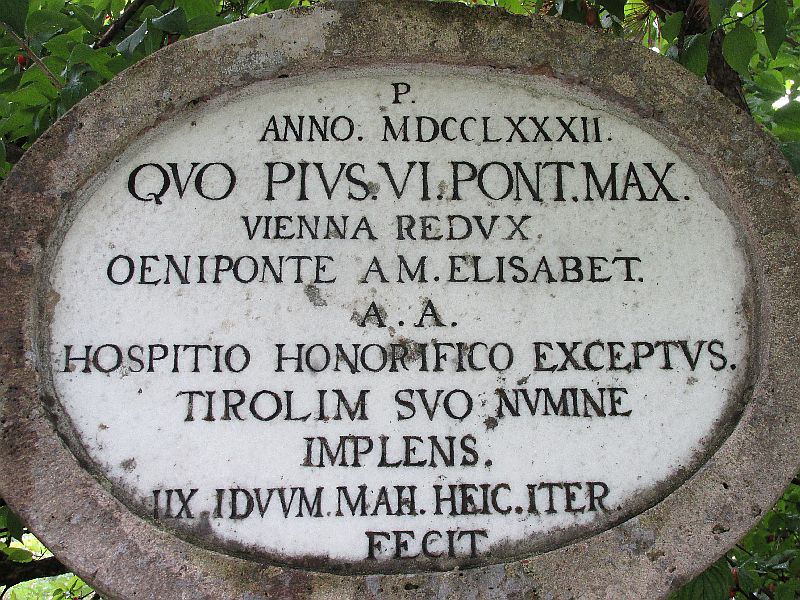 P.
ANNO. MDCCLXXXII.
QVO PIVS.VI.PONT.MAX.
VIENNA REDVX.
OENIPONTE AM.ELISABET.
A.A.
HOSPITIO HONORIFICO EXCEPTVS.
TIROLIM SVO NVMINE
IMPLENS.
IIX.IDVVM.MAH.HEIC.ITER.
FECIT